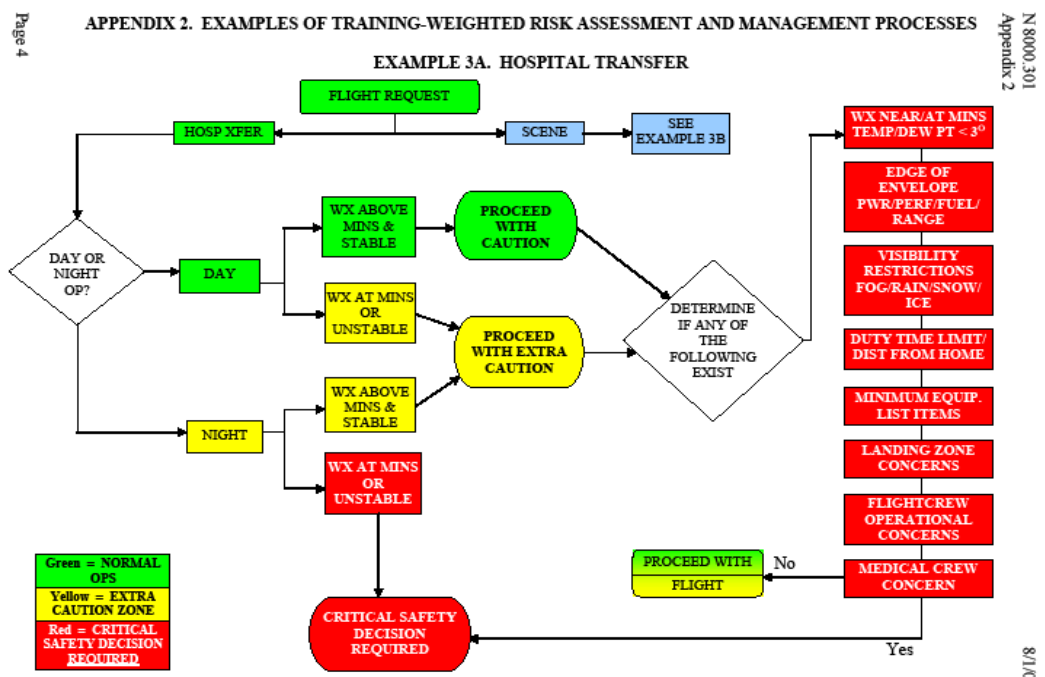 APPENDIX 2. EXAMPLES OF TRAINING-WEIGHTED RISK ASSESSMENT AND MANAGEMENT PROCESSES
Page 4
N 8000.301
Appendix 2
EXAMPLE 3A. HOSPITAL TRANSFER
FLIGHT REQUEST
HOSP XFER
SCENE
SEE
EXAMPLE 3B
DAY OR
NIGHT
OP?
DAY
WX ABOVE
MINS &
STABLE
PROCEED
WITH
CAUTION
WX AT MINS
OR
UNSTABLE
PROCEED
WITH EXTRA
CAUTION
NIGHT
WX ABOVE
MINS &
STABLE
WX AT MINS
OR
UNSTABLE
DETERMINE
IF ANY OF
THE
FOLLOWING
EXIST
WX NEAR/AT MINS
TEMP/DEW PT < 3O
EDGE OF
ENVELOPE
PWR/PERF/FUEL/
RANGE
VISIBILITY
RESTRICTIONS
FOG/RAIN/SNOW/
ICE
DUTY TIME LIMIT/
DIST FROM HOME
MINIMUM EQUIP.
LIST ITEMS
LANDING ZONE
CONCERNS
FLIGHTCREW
OPERATIONAL
CONCERNS
MEDICAL CREW
CONCERN
No
PROCEED WITH
FLIGHT
Yes
CRITICAL SAFETY
DECISION
REQUIRED
Green = NORMAL
OPS
Yellow = EXTRA
CAUTION ZONE
Red = CRITICAL
SAFETY DECISION
REQUIRED